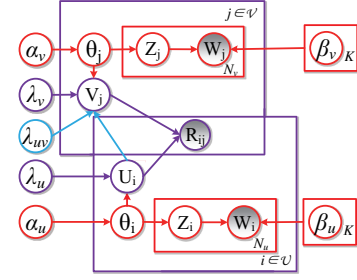 j ∈ 𝒱
α_v θ_j Z_j W_j β_v K
N_v
λ_v V_j
λ_uv R_ij
λ_u U_i
α_u θ_i Z_i W_i β_u K
N_u
i ∈ 𝒰